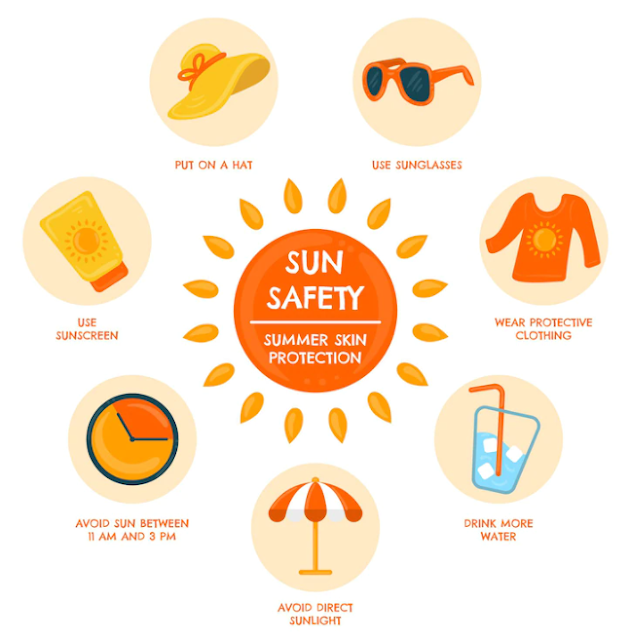 PUT ON A HAT
USE SUNGLASSES
SUN
SAFETY
SUMMER SKIN
PROTECTION
USE
SUNSCREEN
WEAR PROTECTIVE
CLOTHING
AVOID SUN BETWEEN
11 AM AND 3 PM
DRINK MORE
WATER
AVOID DIRECT
SUNLIGHT